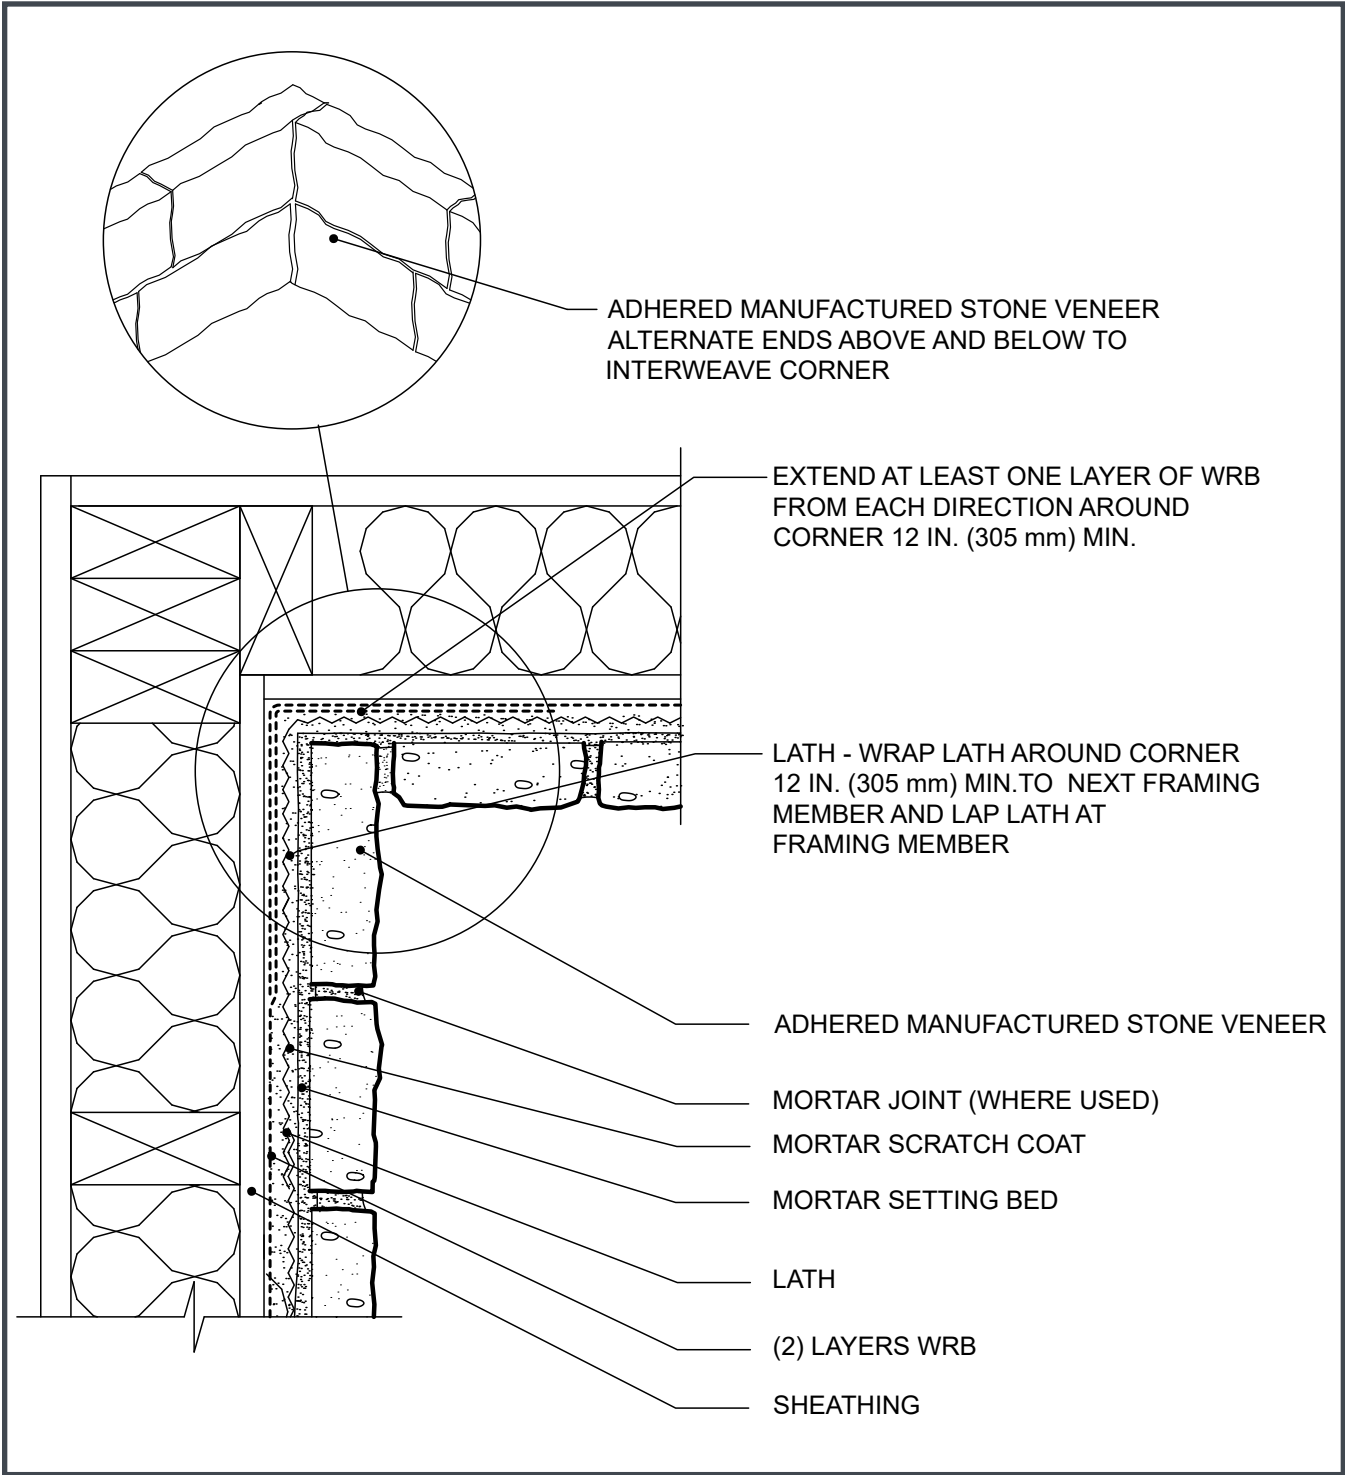 ADHERED MANUFACTURED STONE VENEER
ALTERNATE ENDS ABOVE AND BELOW TO
INTERWEAVE CORNER
EXTEND AT LEAST ONE LAYER OF WRB
FROM EACH DIRECTION AROUND
CORNER 12 IN. (305 mm) MIN.
LATH - WRAP LATH AROUND CORNER
12 IN. (305 mm) MIN.TO NEXT FRAMING
MEMBER AND LAP LATH AT
FRAMING MEMBER
ADHERED MANUFACTURED STONE VENEER
MORTAR JOINT (WHERE USED)
MORTAR SCRATCH COAT
MORTAR SETTING BED
LATH
(2) LAYERS WRB
SHEATHING